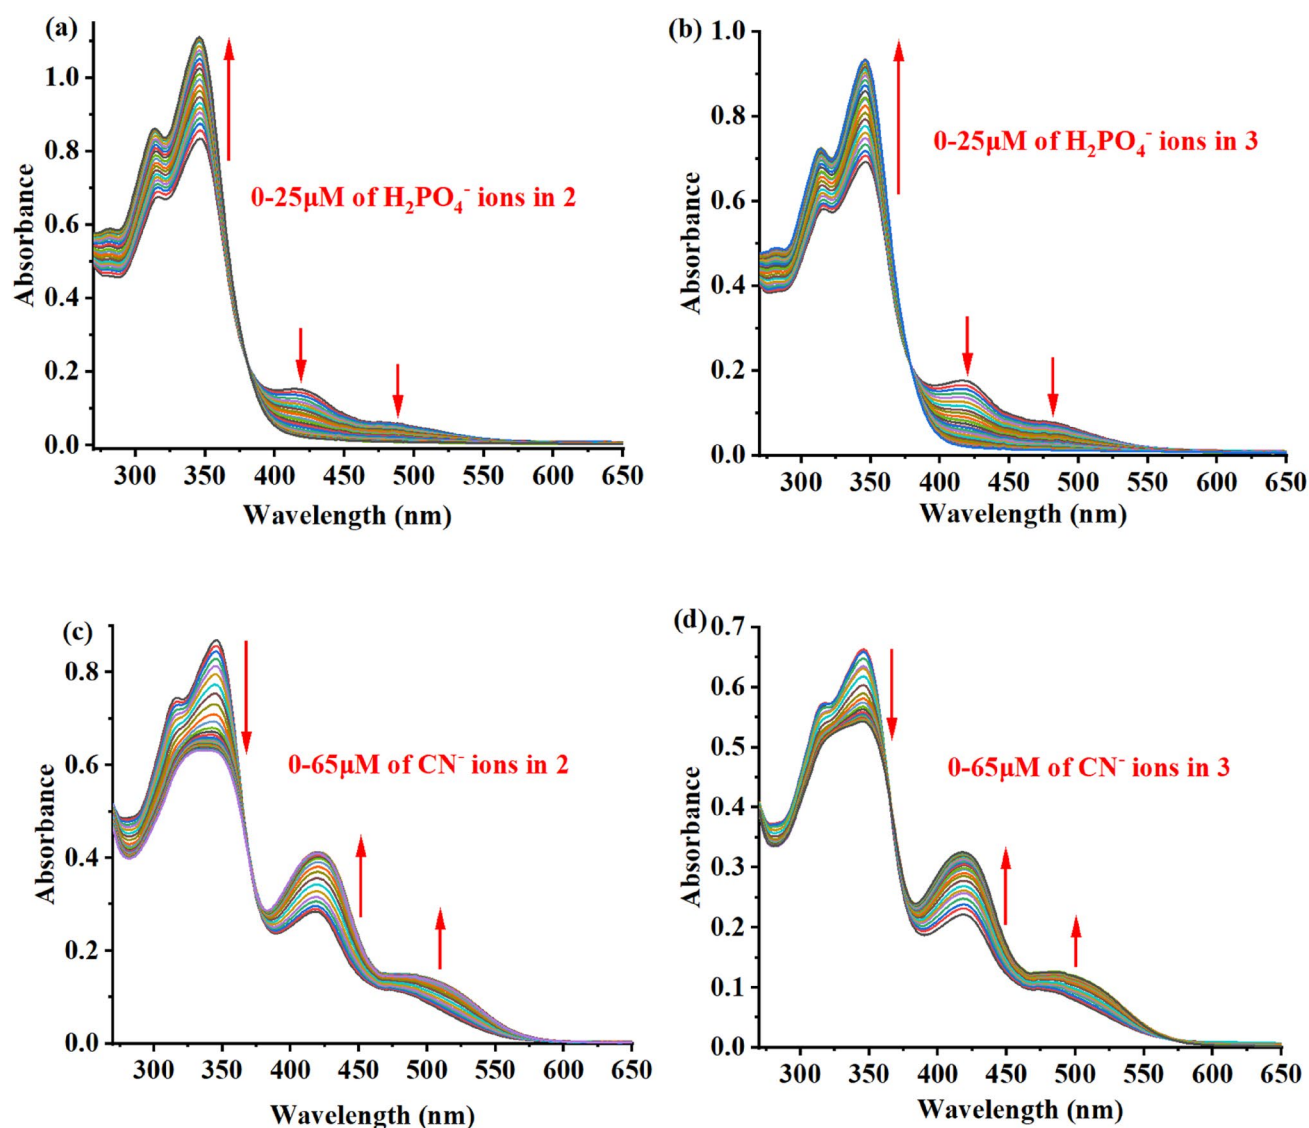 (a)
1.0
0.8
0.6
0.4
0.2
0.0
Absorbance
0-25μM of H₂PO₄⁻ ions in 2
300 350 400 450 500 550 600 650
Wavelength (nm)
(b)
1.0
0.8
0.6
0.4
0.2
0.0
Absorbance
0-25μM of H₂PO₄⁻ ions in 3
300 350 400 450 500 550 600 650
Wavelength (nm)
(c)
0.8
0.6
0.4
0.2
0.0
Absorbance
0-65μM of CN⁻ ions in 2
300 350 400 450 500 550 600 650
Wavelength (nm)
(d)
0.7
0.6
0.5
0.4
0.3
0.2
0.1
0.0
Absorbance
0-65μM of CN⁻ ions in 3
300 350 400 450 500 550 600 650
Wavelength (nm)